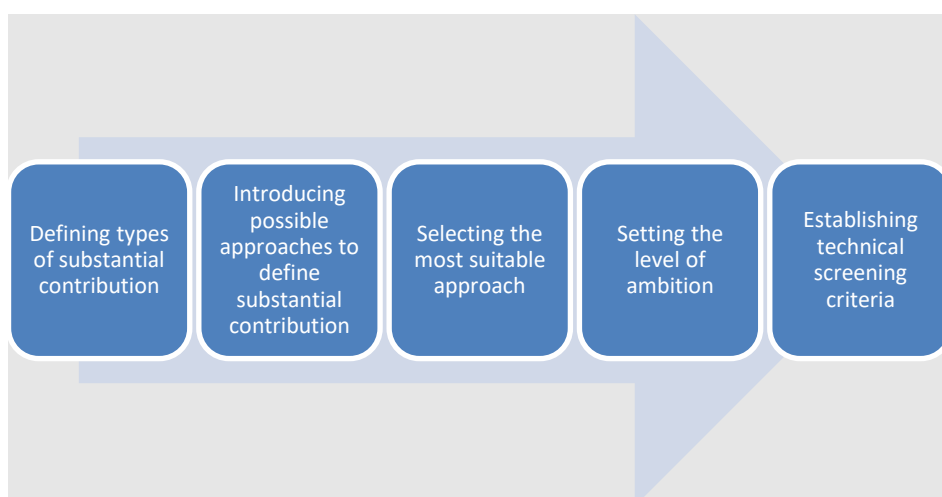 Defining types
of substantial
contribution
Introducing
possible
approaches to
define
substantial
contribution
Selecting the
most suitable
approach
Setting the
level of
ambition
Establishing
technical
screening
criteria